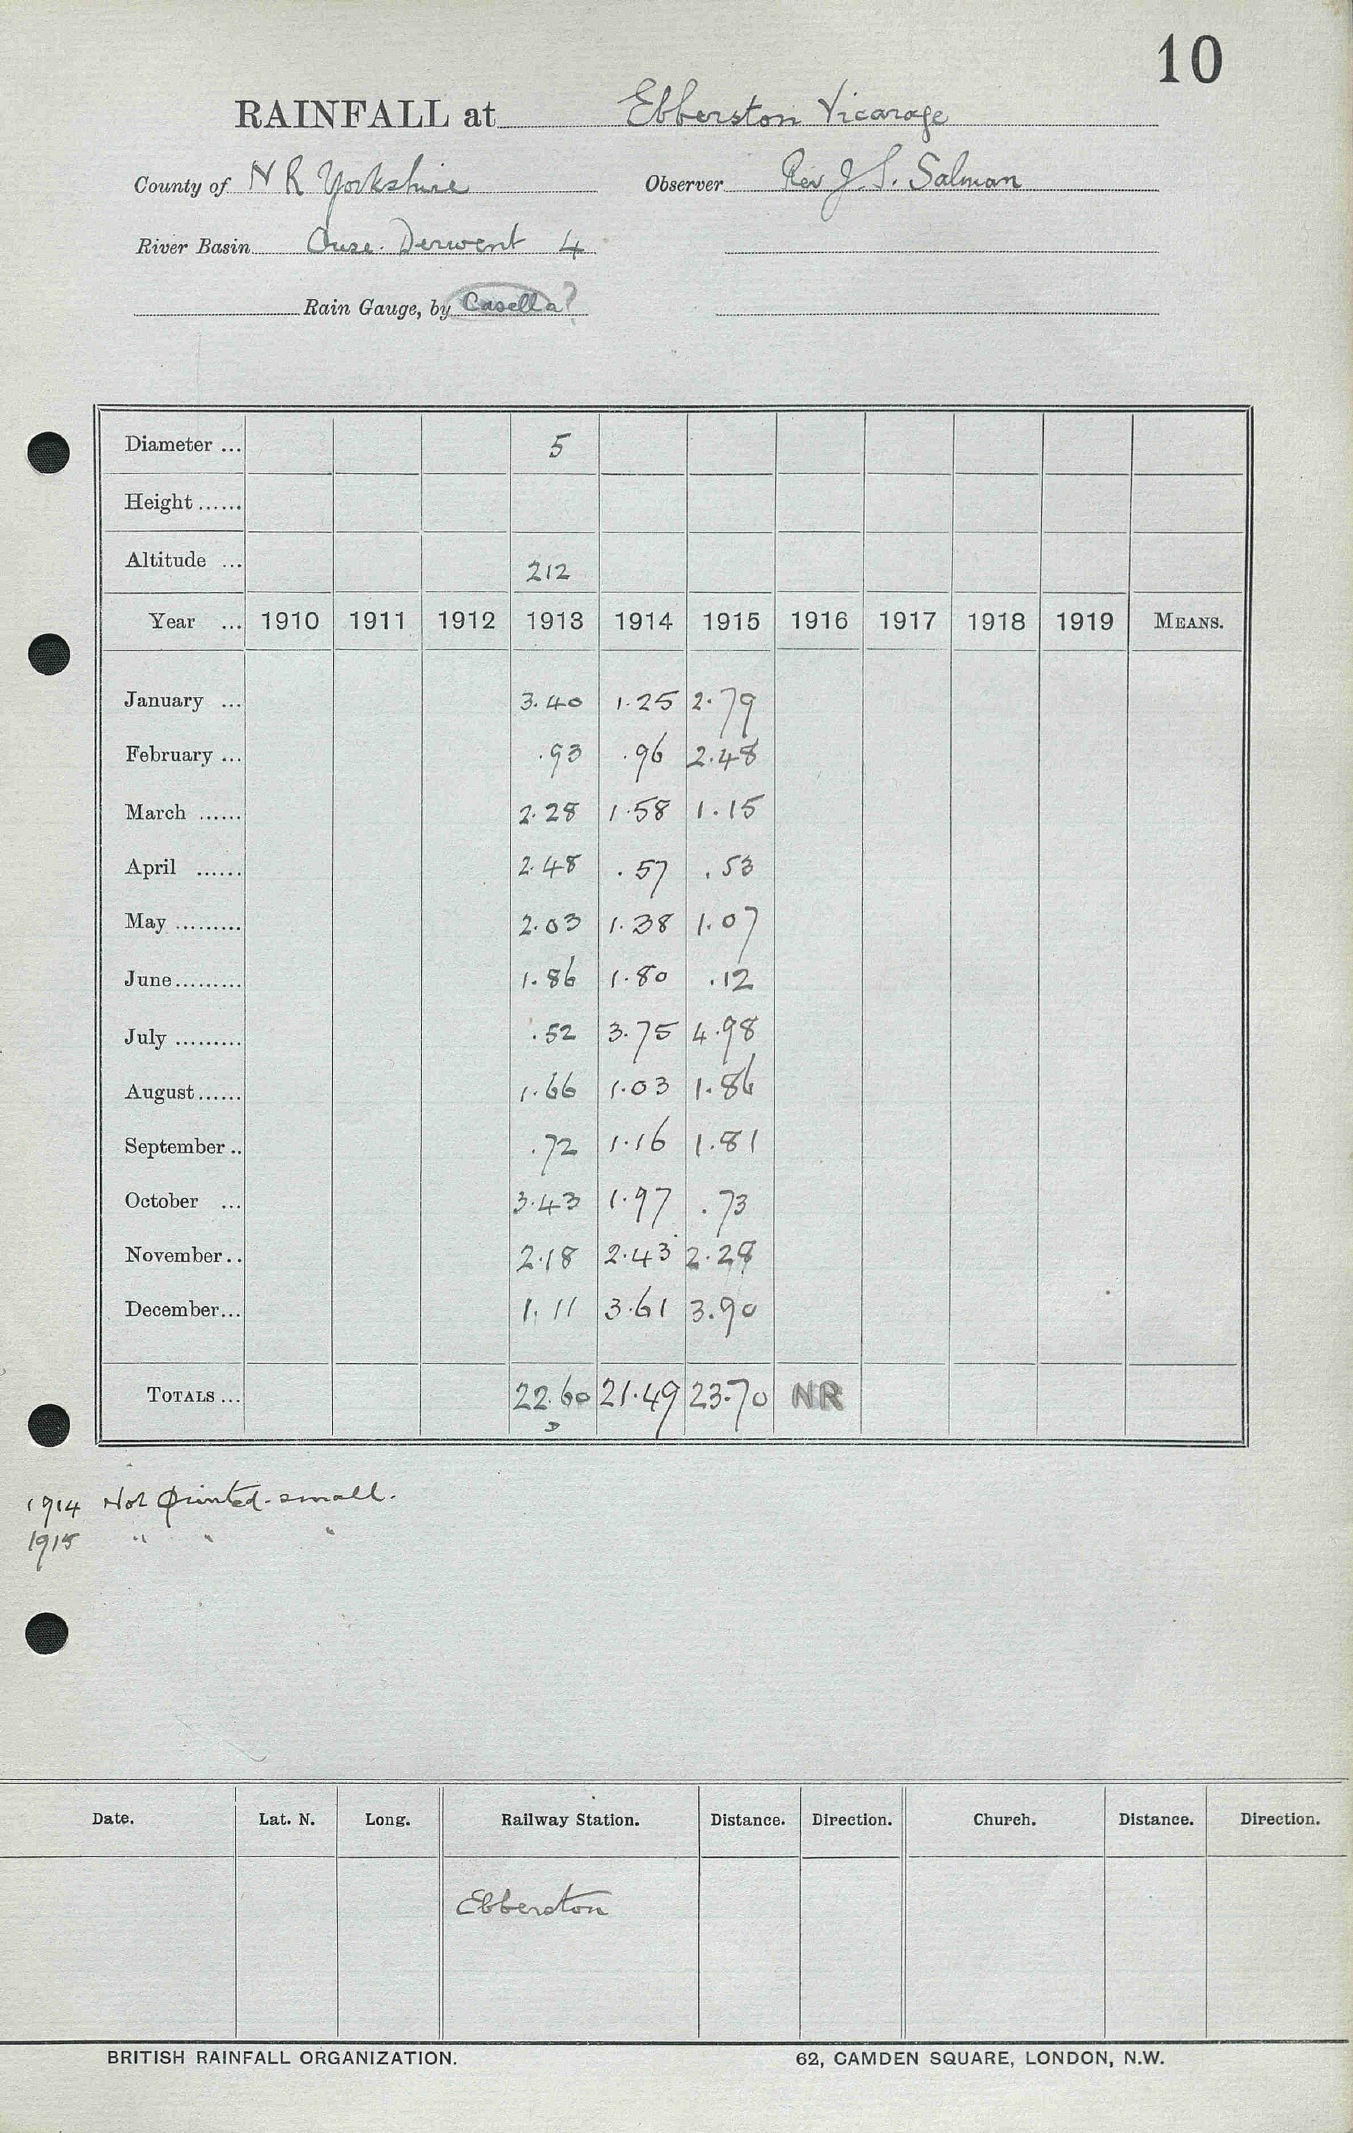 10
RAINFALL at Ebberston Vicarage
County of N R Yorkshire Observer Rev J. S. Salman
River Basin Ouse. Derwent 4
Rain Gauge, by Casella?
Diameter ... 5
Height ......
Altitude ... 212
Year ... 1910 1911 1912 1913 1914 1915 1916 1917 1918 1919 MEANS.
January ... 3.40 1.25 2.79
February ... .93 .96 2.48
March ...... 2.28 1.58 1.15
April ...... 2.48 .57 .53
May ......... 2.03 1.38 1.07
June ......... 1.86 1.80 .12
July ......... .52 3.75 4.98
August ...... 1.66 1.03 1.86
September .. .72 1.16 1.81
October ... 3.43 1.97 .73
November .. 2.18 2.43 2.28
December ... 1.11 3.61 3.90
TOTALS ... 22.60 21.49 23.70 NR
D
1914 Not printed - small.
1915 " " "
Date. Lat. N. Long. Railway Station. Distance. Direction. Church. Distance. Direction.
Ebberston
BRITISH RAINFALL ORGANIZATION. 62, CAMDEN SQUARE, LONDON, N.W.